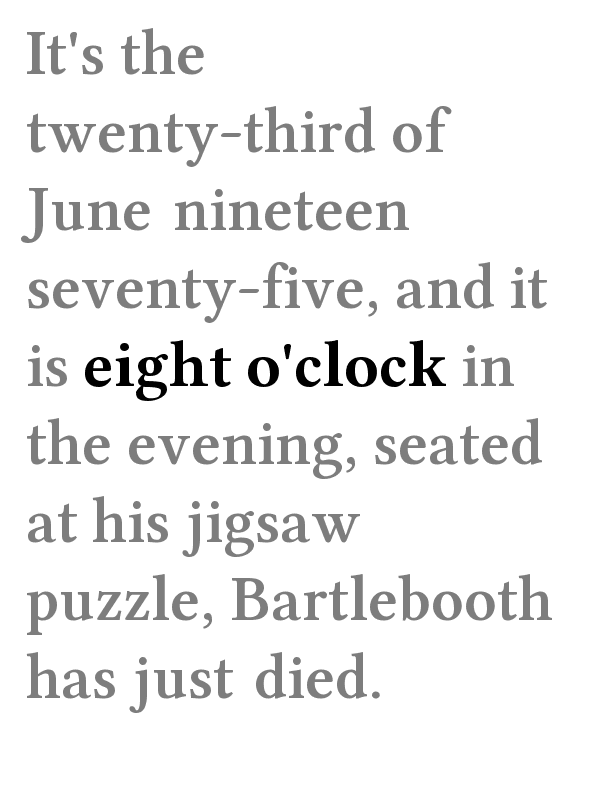 It's the
twenty-third of
June nineteen
seventy-five, and it
is eight o'clock in
the evening, seated
at his jigsaw
puzzle, Bartlebooth
has just died.